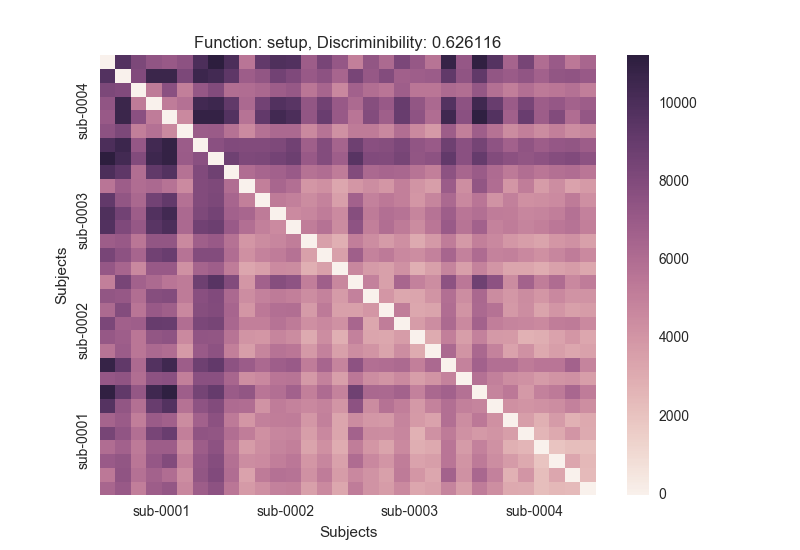 Function: setup, Discriminibility: 0.626116
sub-0004
sub-0003
sub-0002
sub-0001
Subjects
sub-0001 sub-0002 sub-0003 sub-0004
Subjects
10000
8000
6000
4000
2000
0